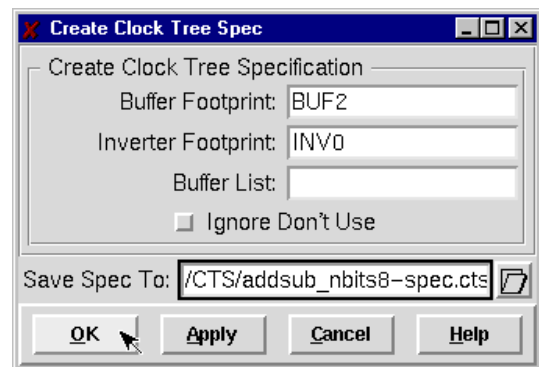 Create Clock Tree Spec
Create Clock Tree Specification
Buffer Footprint: BUF2
Inverter Footprint: INV0
Buffer List:
Ignore Don't Use
Save Spec To: /CTS/addsub_nbits8-spec.cts
OK Apply Cancel Help